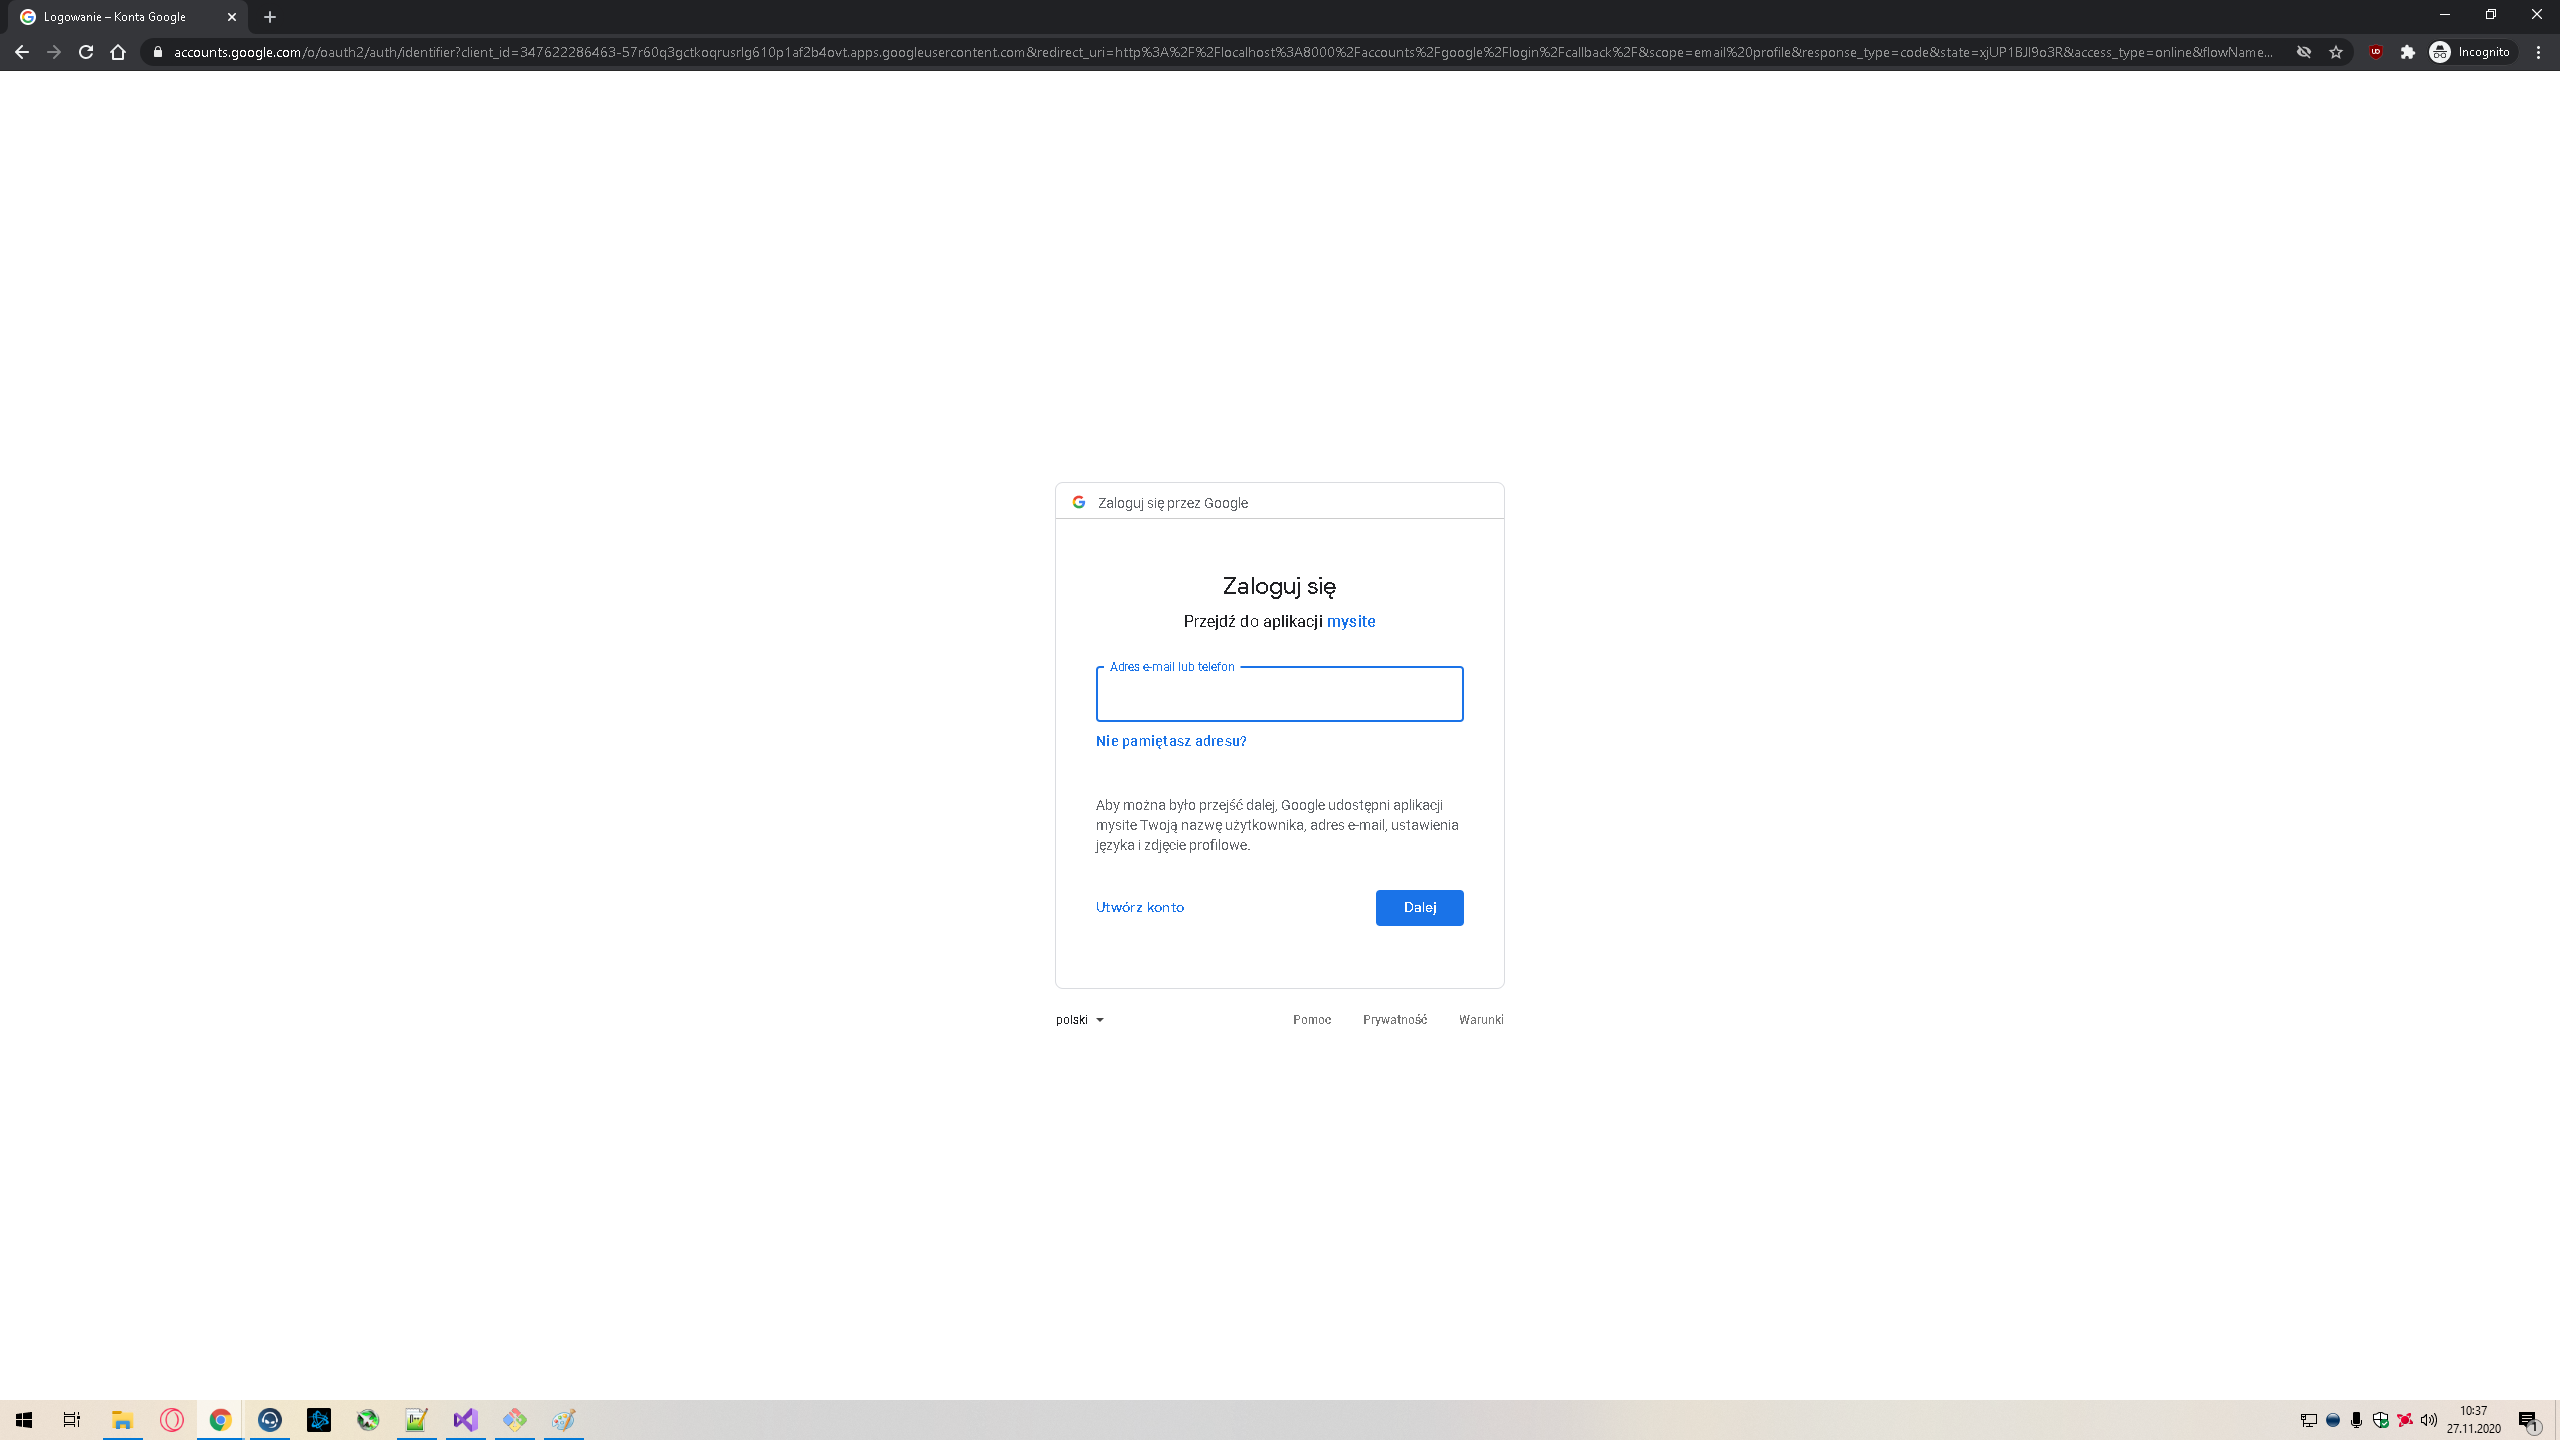 Logowanie – Konta Google
accounts.google.com/o/oauth2/auth/identifier?client_id=347622286463-57r60q3gctkoqrusrlg610p1af2b4ovt.apps.googleusercontent.com&redirect_uri=http%3A%2F%2Flocalhost%3A8000%2Faccounts%2Fgoogle%2Flogin%2Fcallback%2F&scope=email%20profile&response_type=code&state=xjUP1BJl9o3R&access_type=online&flowName...
Incognito
Zaloguj się przez Google
Zaloguj się
Przejdź do aplikacji mysite
Adres e-mail lub telefon
Nie pamiętasz adresu?
Aby można było przejść dalej, Google udostępni aplikacji
mysite Twoją nazwę użytkownika, adres e-mail, ustawienia
języka i zdjęcie profilowe.
Utwórz konto
Dalej
polski
Pomoc
Prywatność
Warunki
10:37
27.11.2020
1